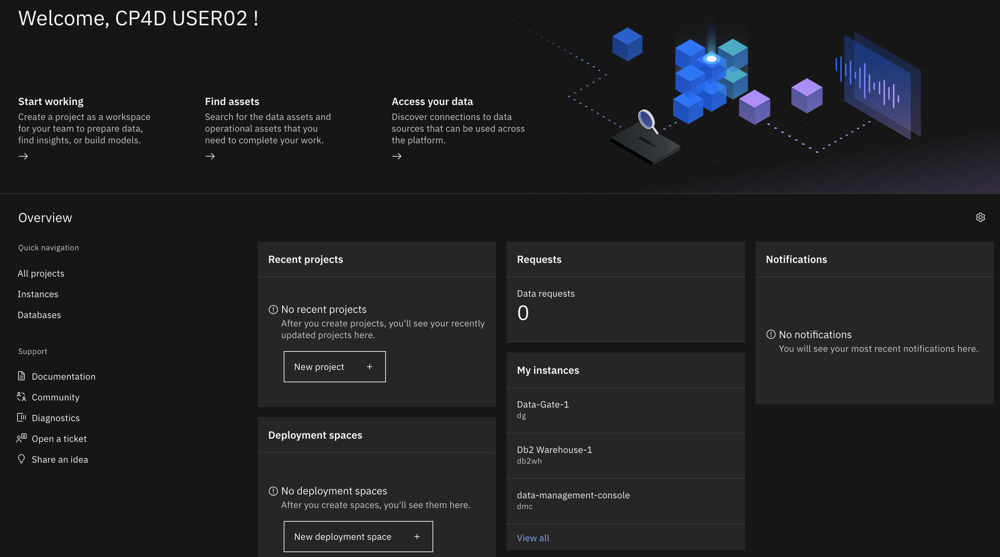 Welcome, CP4D USER02 !
Start working
Create a project as a workspace
for your team to prepare data,
find insights, or build models.
Find assets
Search for the data assets and
operational assets that you
need to complete your work.
Access your data
Discover connections to data
sources that can be used across
the platform.
Overview
Quick navigation
All projects
Instances
Databases
Support
Documentation
Community
Diagnostics
Open a ticket
Share an idea
Recent projects
No recent projects
After you create projects, you'll see your recently
updated projects here.
New project +
Deployment spaces
No deployment spaces
After you create spaces, you'll see them here.
New deployment space +
Requests
Data requests
0
My instances
Data-Gate-1
dg
Db2 Warehouse-1
db2wh
data-management-console
dmc
View all
Notifications
No notifications
You will see your most recent notifications here.